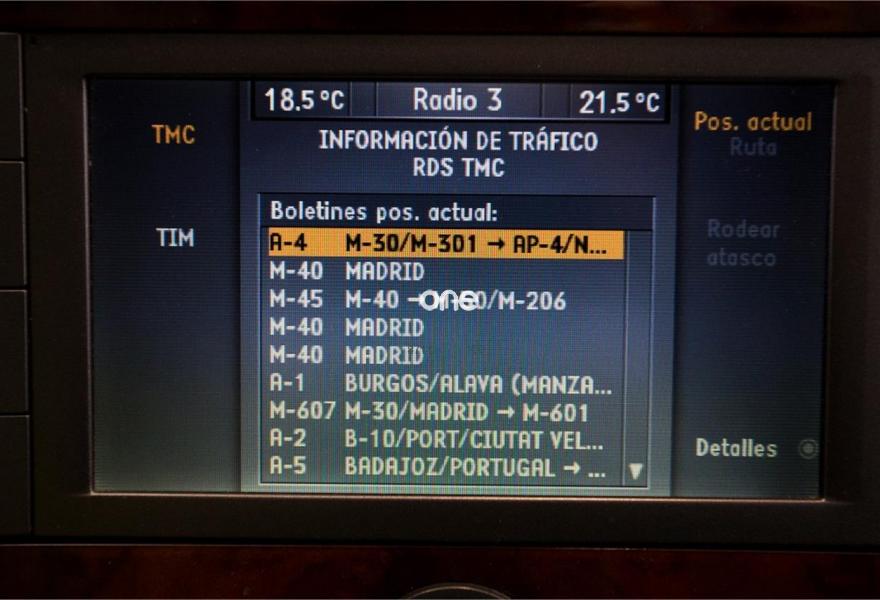 18.5°C Radio 3 21.5°C
TMC
TIM
INFORMACIÓN DE TRÁFICO
RDS TMC
Boletines pos. actual:
A-4 M-30/M-301 → AP-4/N...
M-40 MADRID
M-45 M-40 → /M-206
M-40 MADRID
M-40 MADRID
A-1 BURGOS/ALAVA (MANZA...
M-607 M-30/MADRID → M-601
A-2 B-10/PORT/CIUTAT VEL...
A-5 BADAJOZ/PORTUGAL → ...
Pos. actual
Ruta
Rodear
atasco
Detalles
one